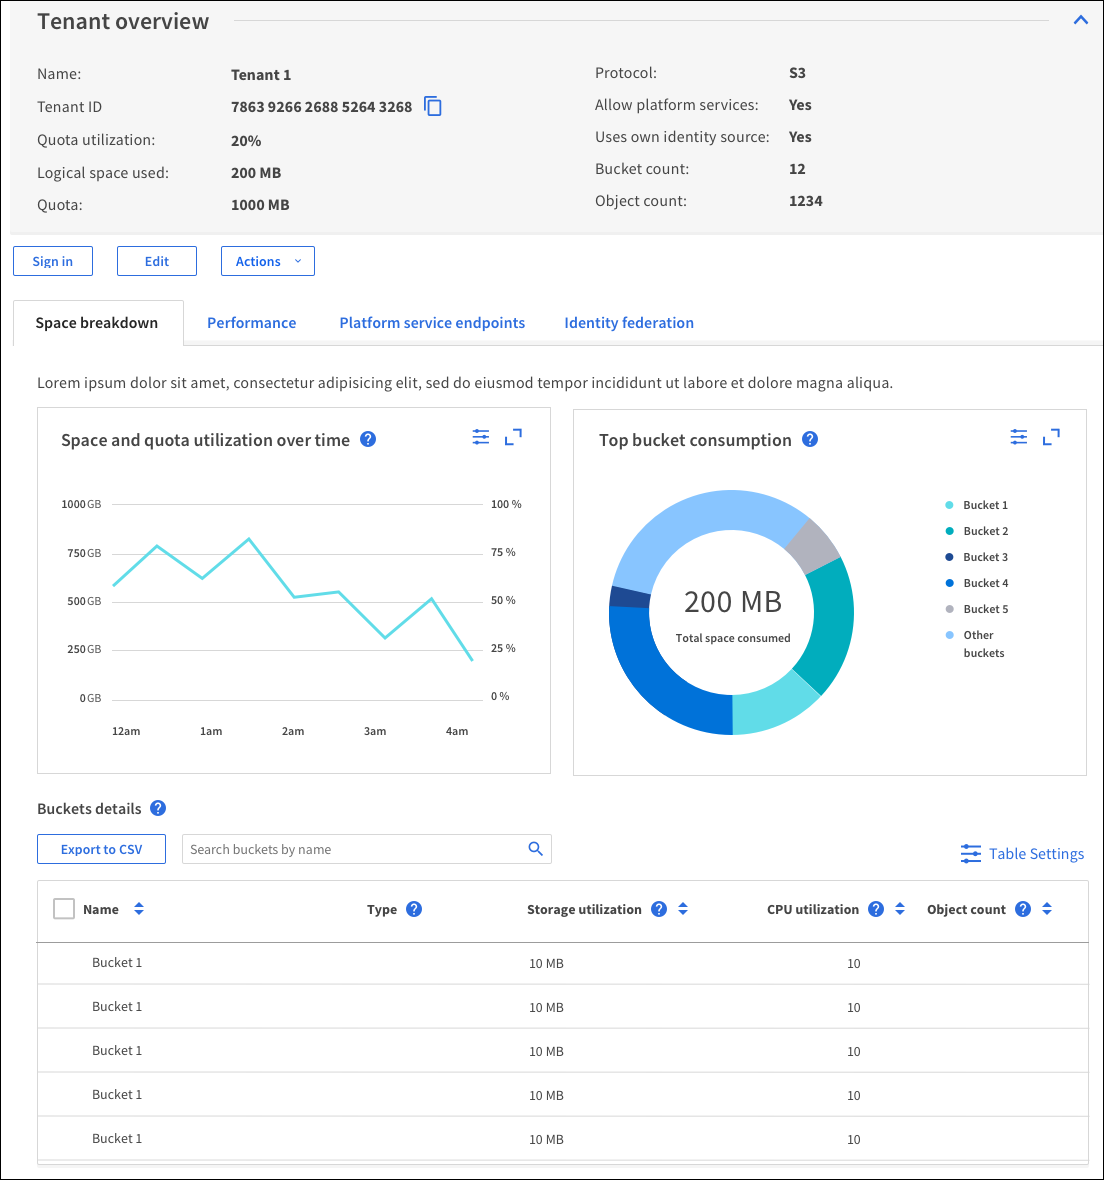 Tenant overview
Name: Tenant 1
Tenant ID 7863 9266 2688 5264 3268
Quota utilization: 20%
Logical space used: 200 MB
Quota: 1000 MB
Protocol: S3
Allow platform services: Yes
Uses own identity source: Yes
Bucket count: 12
Object count: 1234
Sign in Edit Actions
Space breakdown Performance Platform service endpoints Identity federation
Lorem ipsum dolor sit amet, consectetur adipisicing elit, sed do eiusmod tempor incididunt ut labore et dolore magna aliqua.
Space and quota utilization over time ?
1000 GB 100 %
750 GB 75 %
500 GB 50 %
250 GB 25 %
0 GB 0 %
12am 1am 2am 3am 4am
Top bucket consumption ?
200 MB
Total space consumed
Bucket 1
Bucket 2
Bucket 3
Bucket 4
Bucket 5
Other
buckets
Buckets details ?
Export to CSV Search buckets by name Table Settings
Name Type ? Storage utilization ? CPU utilization ? Object count ?
Bucket 1 10 MB 10
Bucket 1 10 MB 10
Bucket 1 10 MB 10
Bucket 1 10 MB 10
Bucket 1 10 MB 10